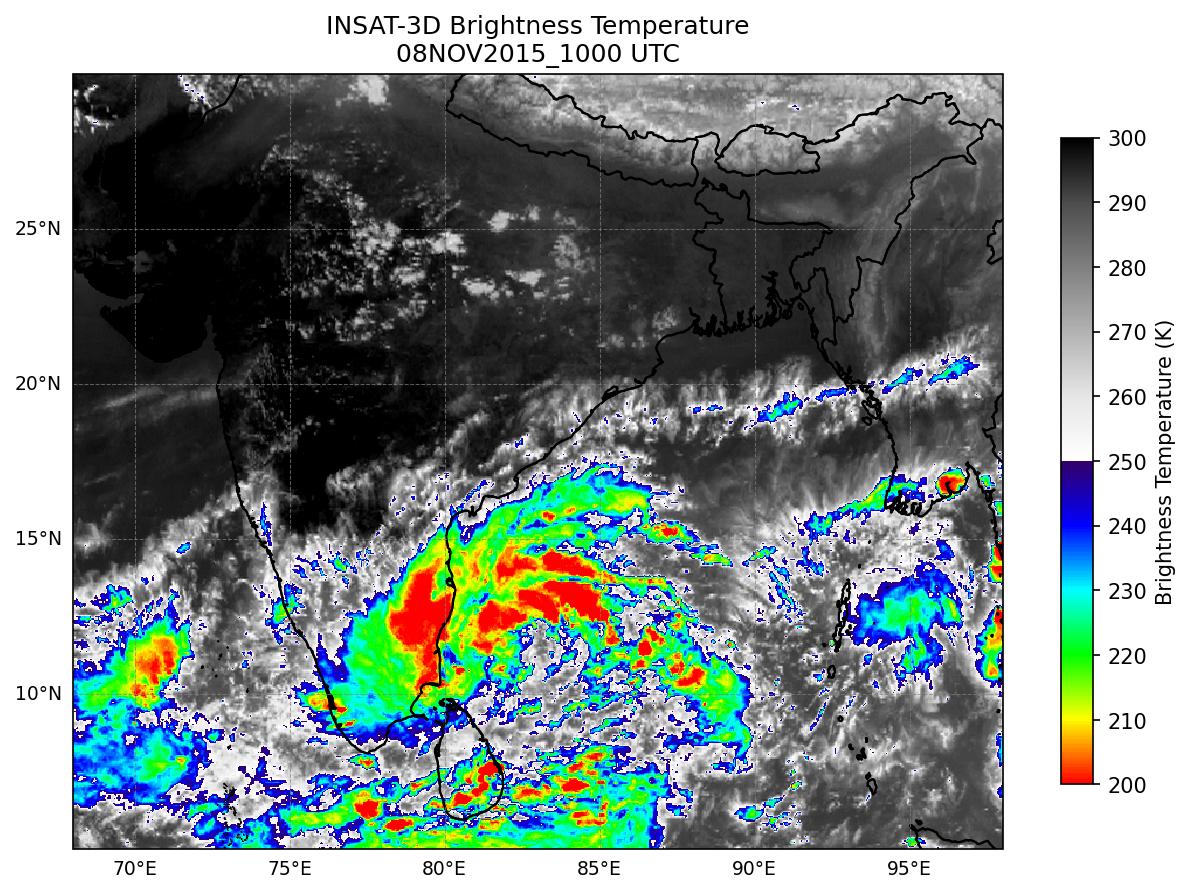 INSAT-3D Brightness Temperature
08NOV2015_1000 UTC
25°N
20°N
15°N
10°N
70°E
75°E
80°E
85°E
90°E
95°E
300
290
280
270
260
250
240
230
220
210
200
Brightness Temperature (K)